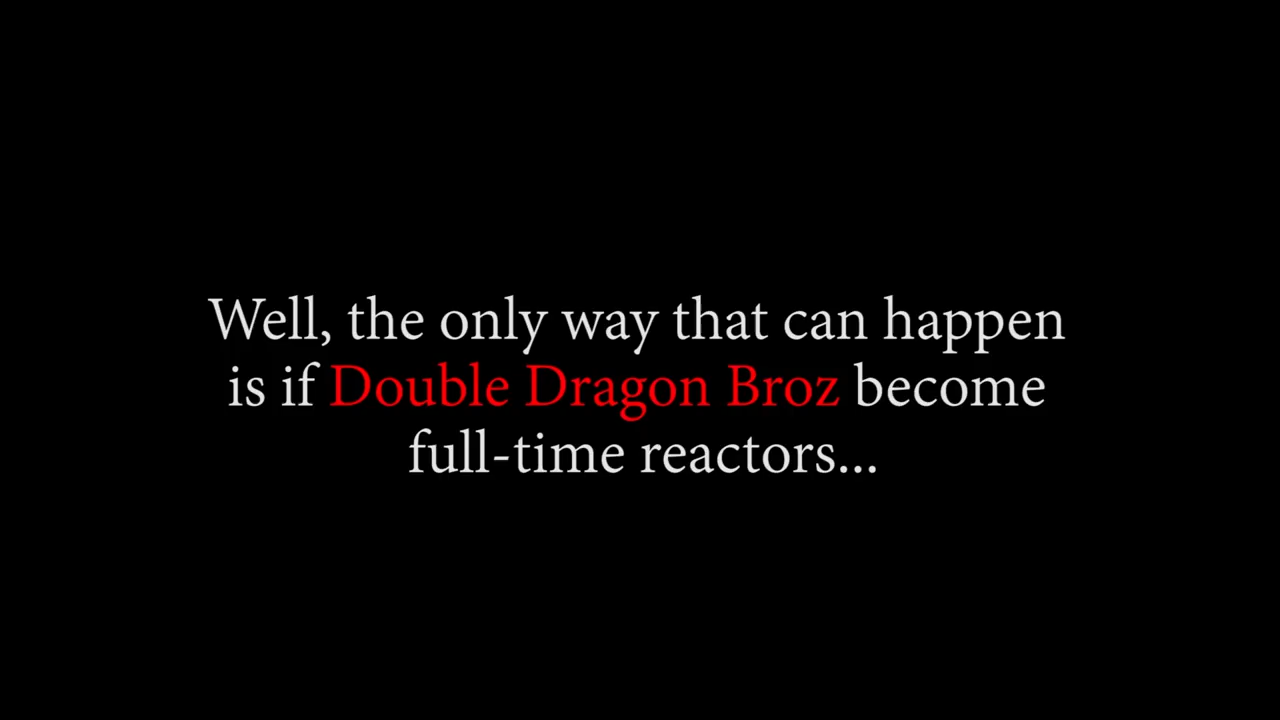 Well, the only way that can happen
is if Double Dragon Broz become
full-time reactors...